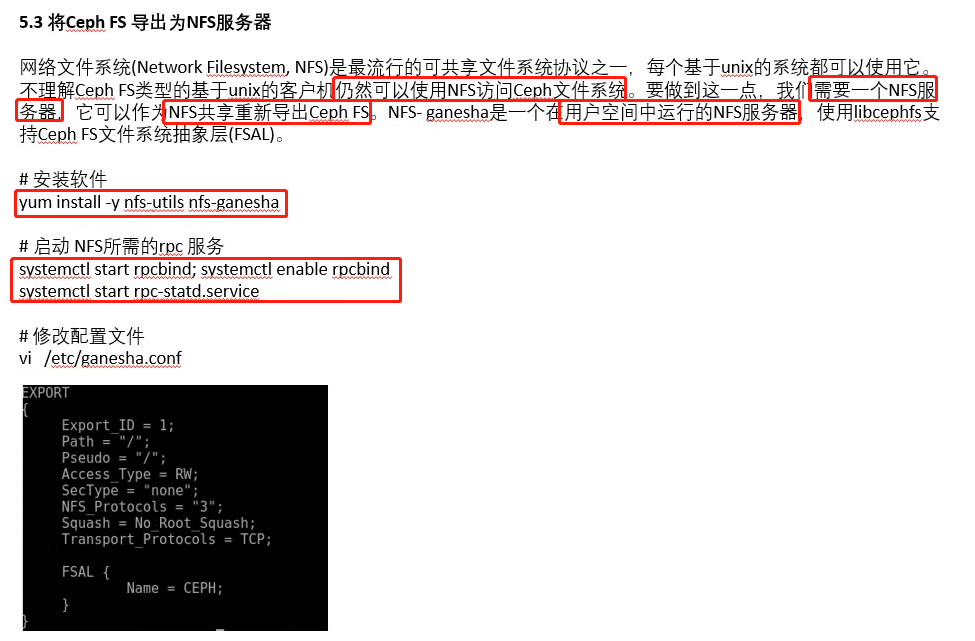 5.3 将Ceph FS 导出为NFS服务器
网络文件系统(Network Filesystem, NFS)是最流行的可共享文件系统协议之一，每个基于unix的系统都可以使用它。
不理解Ceph FS类型的基于unix的客户机仍然可以使用NFS访问Ceph文件系统。要做到这一点，我们需要一个NFS服
务器，它可以作为NFS共享重新导出Ceph FS。NFS- ganesha是一个在用户空间中运行的NFS服务器，使用libcephfs支
持Ceph FS文件系统抽象层(FSAL)。
# 安装软件
yum install -y nfs-utils nfs-ganesha
# 启动 NFS所需的rpc 服务
systemctl start rpcbind; systemctl enable rpcbind
systemctl start rpc-statd.service
# 修改配置文件
vi /etc/ganesha.conf
EXPORT
{
Export_ID = 1;
Path = "/";
Pseudo = "/";
Access_Type = RW;
SecType = "none";
NFS_Protocols = "3";
Squash = No_Root_Squash;
Transport_Protocols = TCP;
FSAL {
Name = CEPH;
}
}